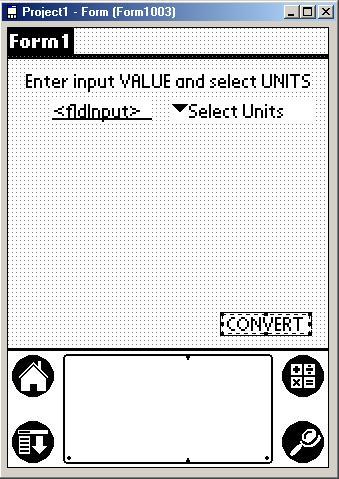 Project1 - Form (Form1003)
Form1
Enter input VALUE and select UNITS
<fldInput> Select Units
CONVERT